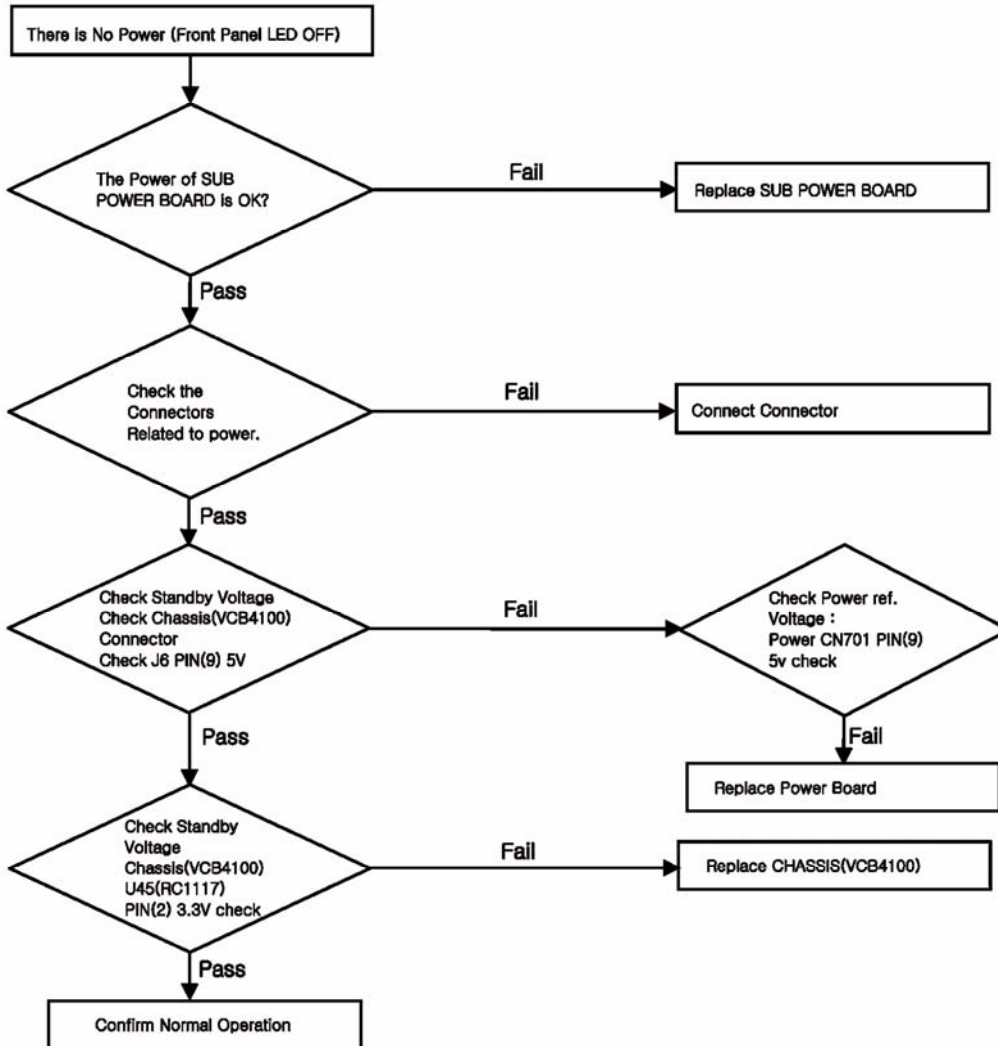 There is No Power (Front Panel LED OFF)
The Power of SUB
POWER BOARD is OK?
Fail
Replace SUB POWER BOARD
Pass
Check the
Connectors
Related to power.
Fail
Connect Connector
Pass
Check Standby Voltage
Check Chassis(VCB4100)
Connector
Check J6 PIN(9) 5V
Fail
Check Power ref.
Voltage :
Power CN701 PIN(9)
5v check
Fail
Replace Power Board
Pass
Check Standby
Voltage
Chassis(VCB4100)
U45(RC1117)
PIN(2) 3.3V check
Fail
Replace CHASSIS(VCB4100)
Pass
Confirm Normal Operation